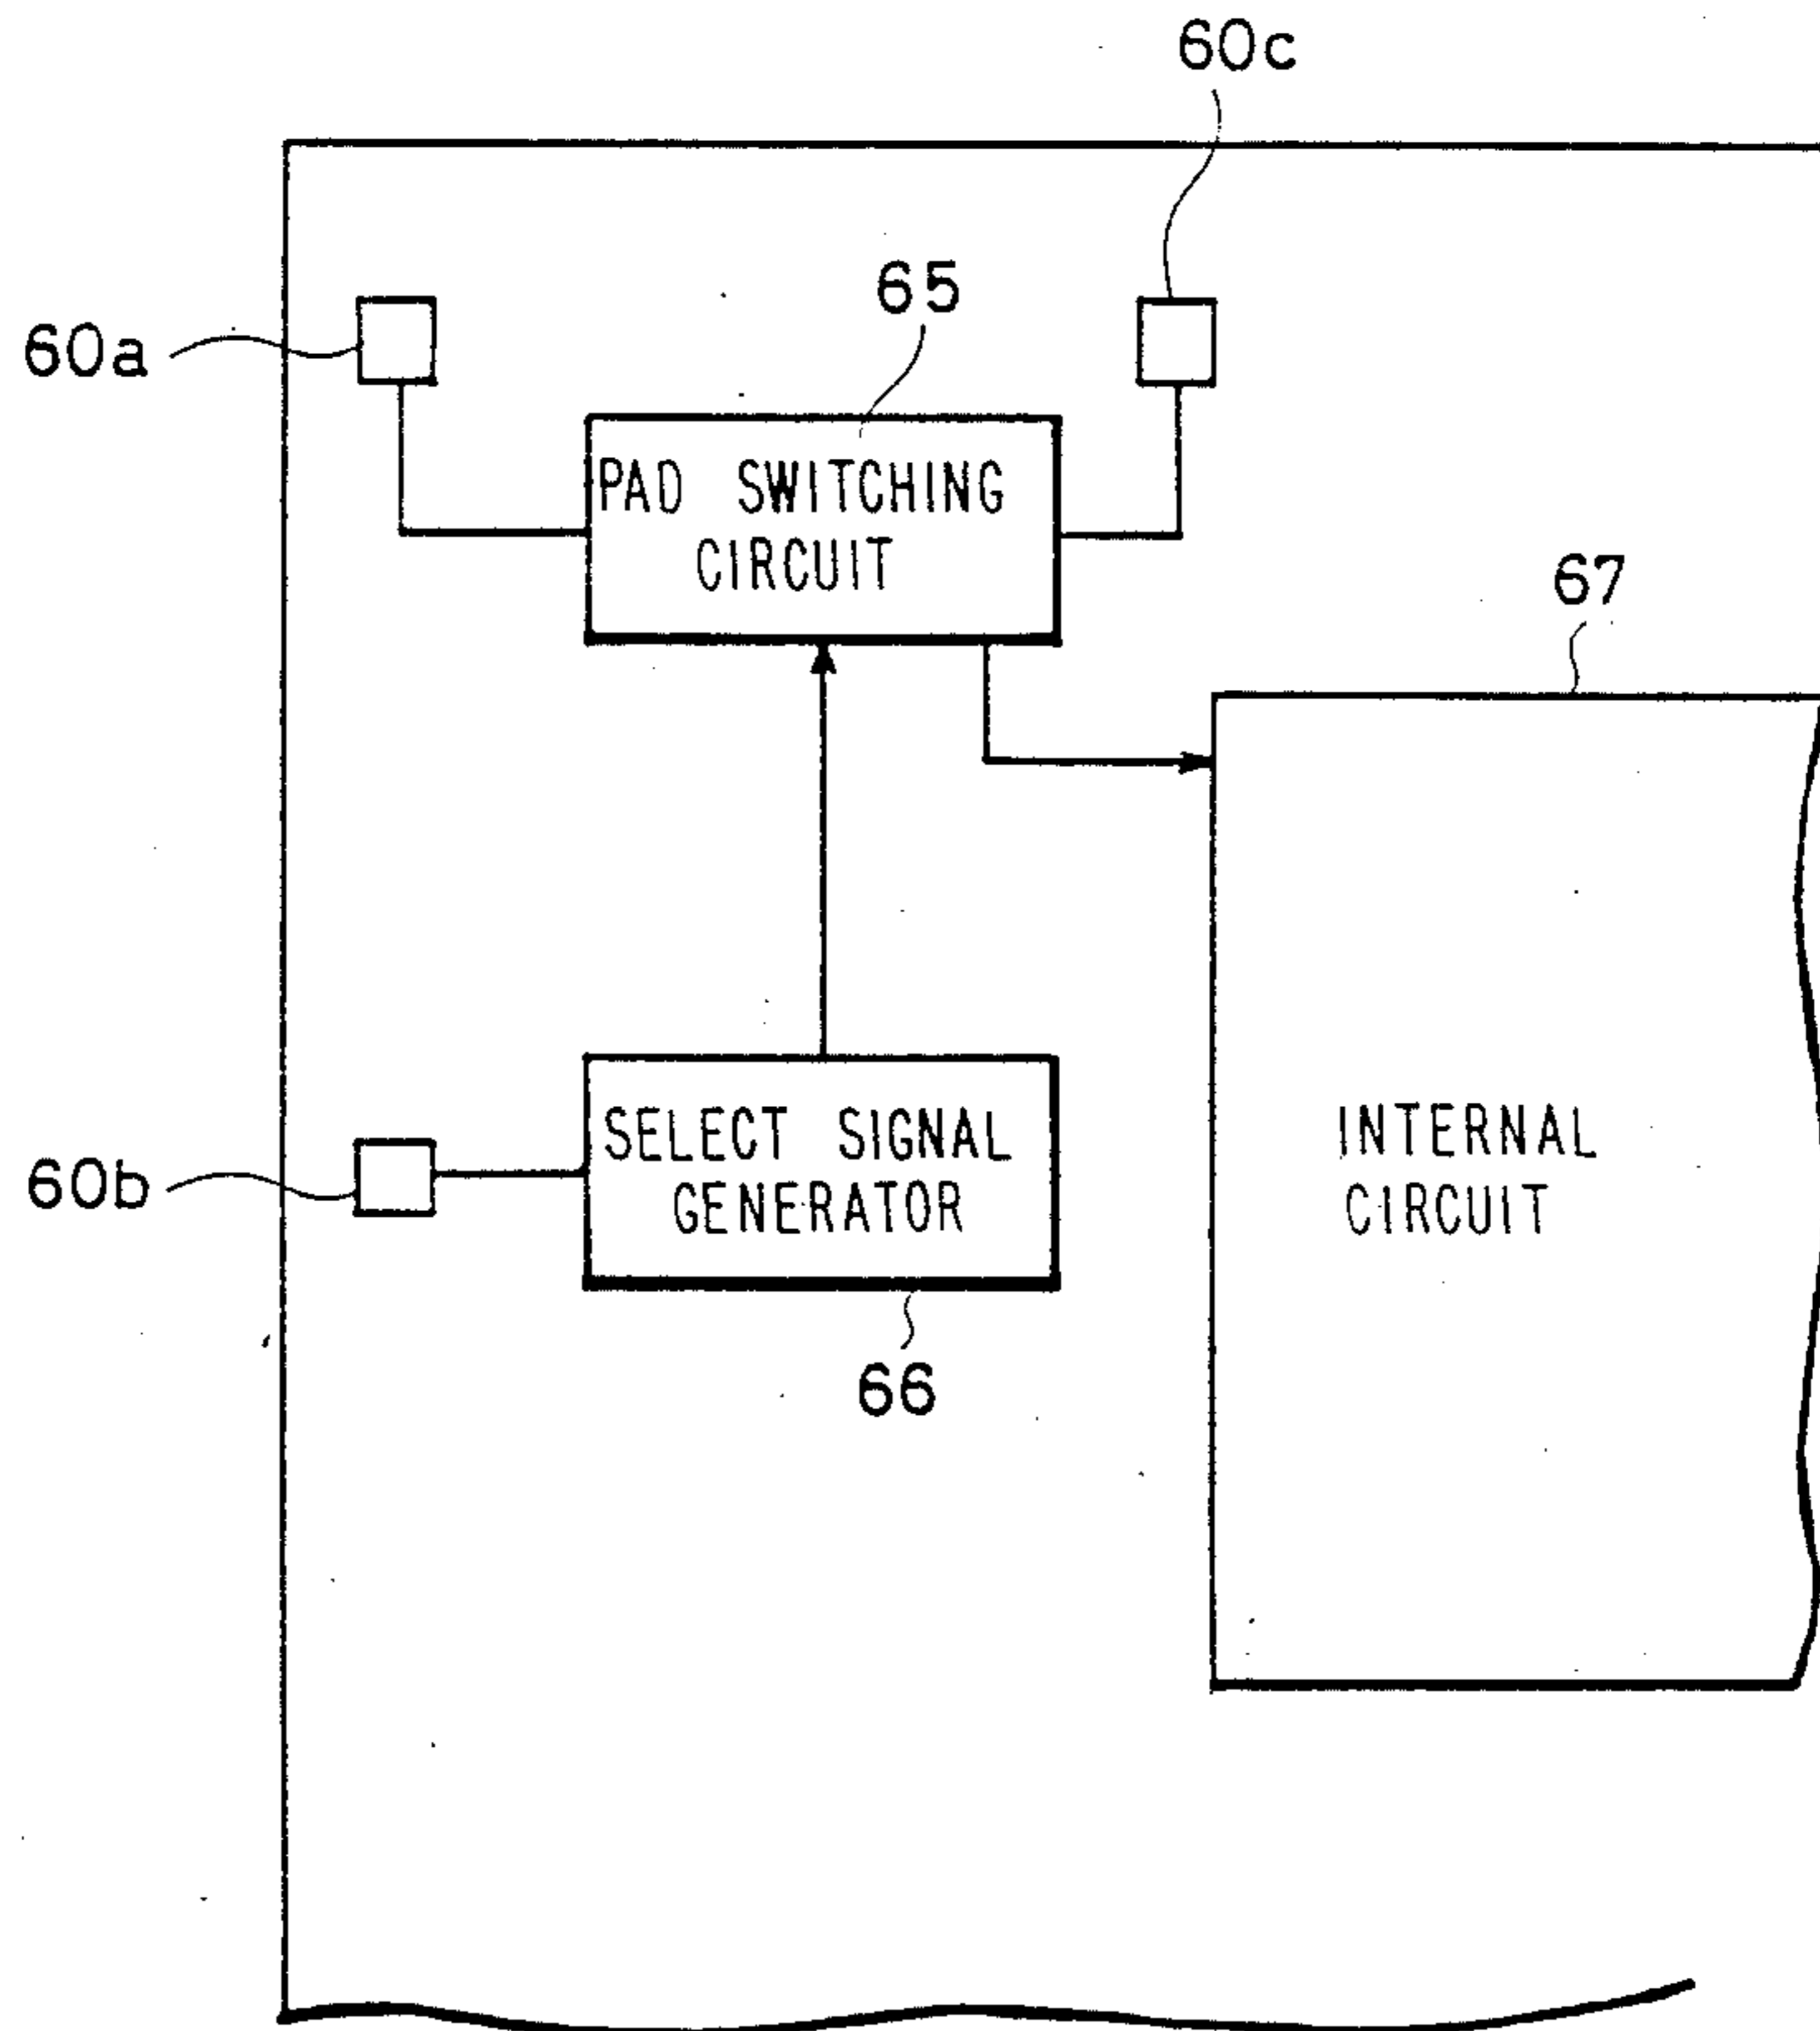 60c
65
60a
PAD SWITCHING
CIRCUIT
67
SELECT SIGNAL
GENERATOR
INTERNAL
CIRCUIT
60b
66